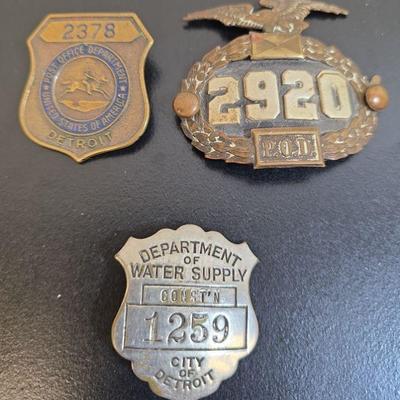 2378
POST OFFICE DEPARTMENT
UNITED STATES OF AMERICA
DETROIT
2920
P.O.D.
DEPARTMENT
OF
WATER SUPPLY
CONST'N
1259
CITY
OF
DETROIT